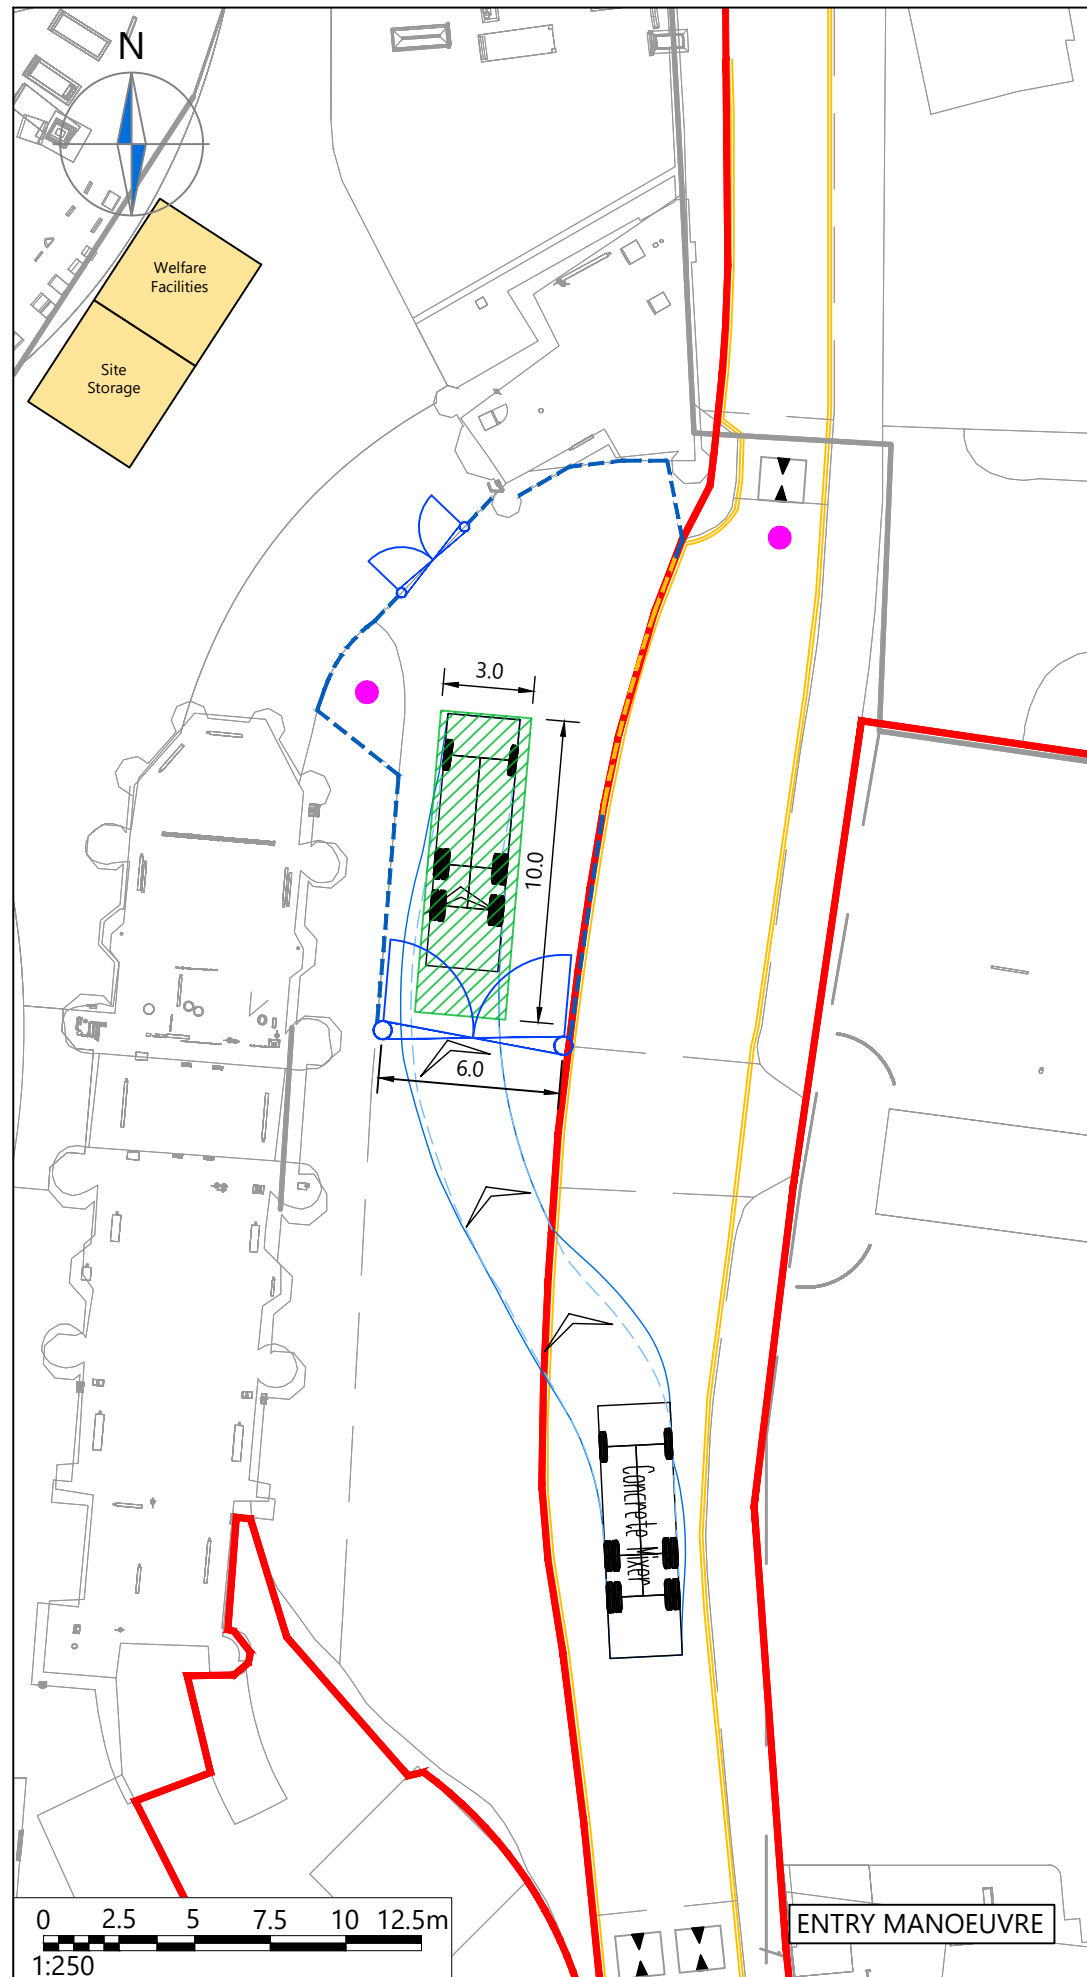 N
Welfare
Facilities
Site
Storage
3.0
10.0
6.0
Concrete Mixer
0 2.5 5 7.5 10 12.5m
1:250
ENTRY MANOEUVRE